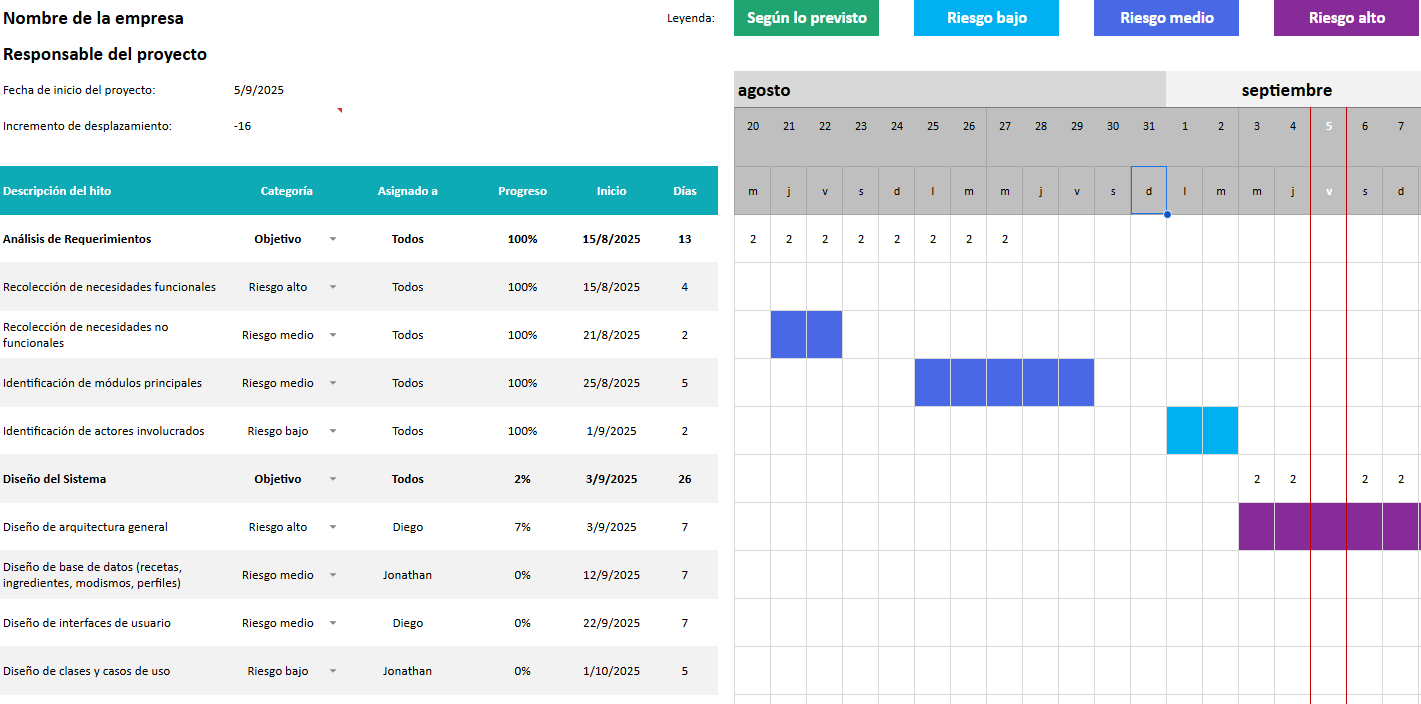 Nombre de la empresa
Leyenda:
Según lo previsto
Riesgo bajo
Riesgo medio
Riesgo alto
Responsable del proyecto
Fecha de inicio del proyecto: 5/9/2025
agosto
septiembre
Incremento de desplazamiento: -16
20 21 22 23 24 25 26 27 28 29 30 31 1 2 3 4 5 6 7
Descripción del hito Categoría Asignado a Progreso Inicio Días
m j v s d l m m j v s d l m m j v s d
Análisis de Requerimientos Objetivo Todos 100% 15/8/2025 13
2 2 2 2 2 2 2 2
Recolección de necesidades funcionales Riesgo alto Todos 100% 15/8/2025 4
Recolección de necesidades no
funcionales
Riesgo medio Todos 100% 21/8/2025 2
Identificación de módulos principales Riesgo medio Todos 100% 25/8/2025 5
Identificación de actores involucrados Riesgo bajo Todos 100% 1/9/2025 2
Diseño del Sistema Objetivo Todos 2% 3/9/2025 26
2 2 2 2
Diseño de arquitectura general Riesgo alto Diego 7% 3/9/2025 7
Diseño de base de datos (recetas,
ingredientes, modismos, perfiles)
Riesgo medio Jonathan 0% 12/9/2025 7
Diseño de interfaces de usuario Riesgo medio Diego 0% 22/9/2025 7
Diseño de clases y casos de uso Riesgo bajo Jonathan 0% 1/10/2025 5